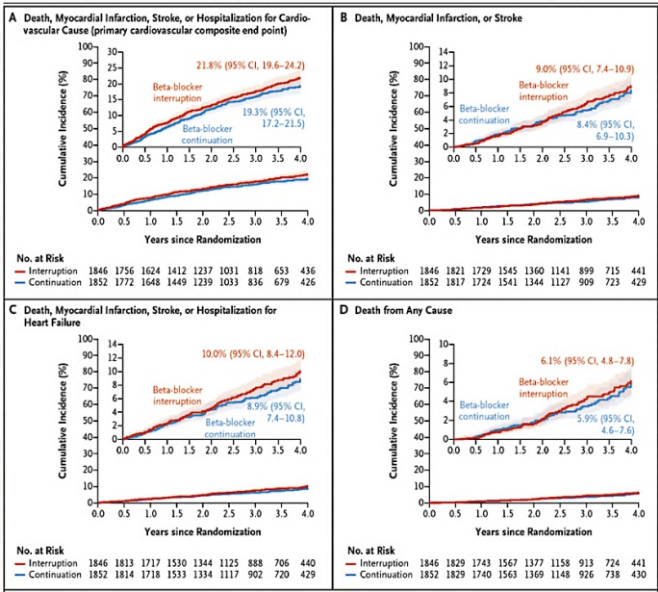 A Death, Myocardial Infarction, Stroke, or Hospitalization for Cardio-
vascular Cause (primary cardiovascular composite end point)
100
90
80
70
60
50
40
30
20
10
0
Cumulative Incidence (%)
30
25
20
15
10
5
0
0.0 0.5 1.0 1.5 2.0 2.5 3.0 3.5 4.0
21.8% (95% CI, 19.6–24.2)
Beta-blocker
interruption
19.3% (95% CI,
17.2–21.5)
Beta-blocker
continuation
0.0 0.5 1.0 1.5 2.0 2.5 3.0 3.5 4.0
Years since Randomization
No. at Risk
Interruption 1846 1756 1624 1412 1237 1031 818 653 436
Continuation 1852 1772 1648 1449 1239 1033 836 679 426
B Death, Myocardial Infarction, or Stroke
100
90
80
70
60
50
40
30
20
10
0
Cumulative Incidence (%)
14
12
10
8
6
4
2
0
0.0 0.5 1.0 1.5 2.0 2.5 3.0 3.5 4.0
9.0% (95% CI, 7.4–10.9)
Beta-blocker
interruption
Beta-blocker
continuation
8.4% (95% CI,
6.9–10.3)
0.0 0.5 1.0 1.5 2.0 2.5 3.0 3.5 4.0
Years since Randomization
No. at Risk
Interruption 1846 1821 1729 1545 1360 1141 899 715 441
Continuation 1852 1817 1724 1541 1344 1127 909 723 429
C Death, Myocardial Infarction, Stroke, or Hospitalization for
Heart Failure
100
90
80
70
60
50
40
30
20
10
0
Cumulative Incidence (%)
14
12
10
8
6
4
2
0
0.0 0.5 1.0 1.5 2.0 2.5 3.0 3.5 4.0
10.0% (95% CI, 8.4–12.0)
Beta-blocker
interruption
8.9% (95% CI,
7.4–10.8)
Beta-blocker
continuation
0.0 0.5 1.0 1.5 2.0 2.5 3.0 3.5 4.0
Years since Randomization
No. at Risk
Interruption 1846 1813 1717 1530 1344 1125 888 706 440
Continuation 1852 1814 1718 1533 1334 1117 902 720 429
D Death from Any Cause
100
90
80
70
60
50
40
30
20
10
0
Cumulative Incidence (%)
10
8
6
4
2
0
0.0 0.5 1.0 1.5 2.0 2.5 3.0 3.5 4.0
6.1% (95% CI, 4.8–7.8)
Beta-blocker
interruption
Beta-blocker
continuation
5.9% (95% CI,
4.6–7.6)
0.0 0.5 1.0 1.5 2.0 2.5 3.0 3.5 4.0
Years since Randomization
No. at Risk
Interruption 1846 1829 1743 1567 1377 1158 913 724 441
Continuation 1852 1829 1740 1563 1369 1148 926 738 430